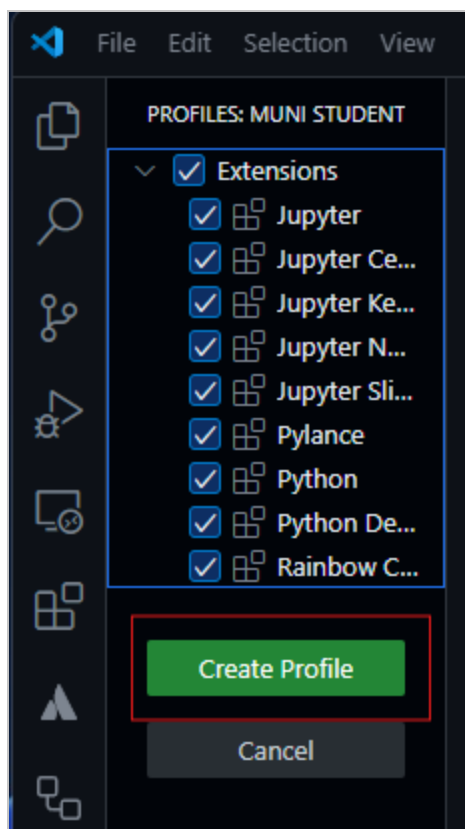 File Edit Selection View
PROFILES: MUNI STUDENT
Extensions
Jupyter
Jupyter Ce...
Jupyter Ke...
Jupyter N...
Jupyter Sli...
Pylance
Python
Python De...
Rainbow C...
Create Profile
Cancel